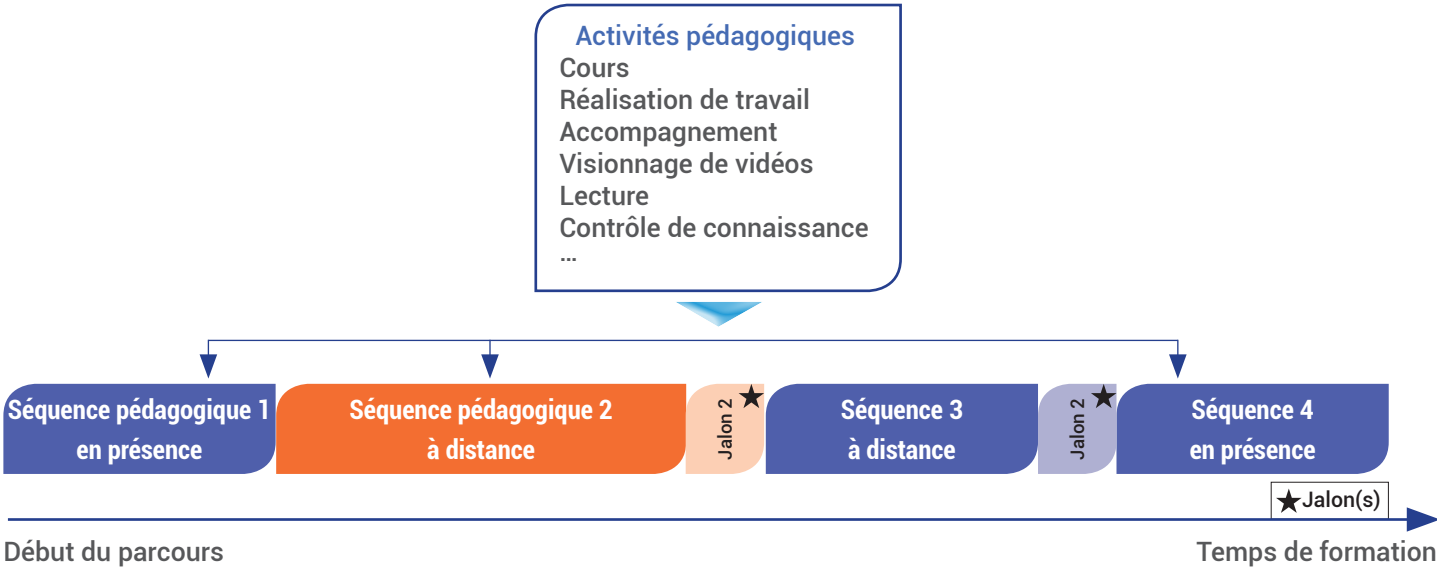 Activités pédagogiques
Cours
Réalisation de travail
Accompagnement
Visionnage de vidéos
Lecture
Contrôle de connaissance
...
Séquence pédagogique 1
en présence
Séquence pédagogique 2
à distance
Jalon 2
Séquence 3
à distance
Jalon 2
Séquence 4
en présence
★Jalon(s)
Début du parcours
Temps de formation